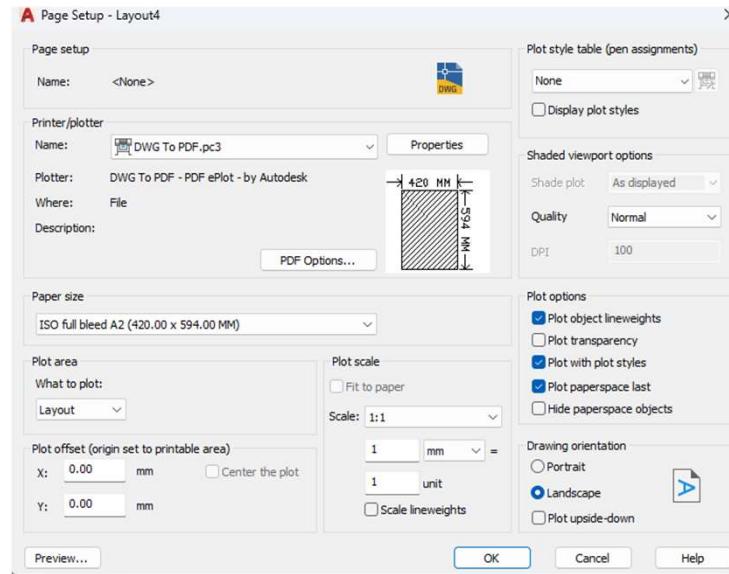 Page Setup - Layout4
Page setup
Name: <None>
DWG
Printer/plotter
Name: DWG To PDF.pc3
Properties
Plotter: DWG To PDF - PDF ePlot - by Autodesk
Where: File
Description:
420 MM
594 MM
PDF Options...
Paper size
ISO full bleed A2 (420.00 x 594.00 MM)
Plot area
What to plot:
Layout
Plot scale
Fit to paper
Scale: 1:1
1 mm =
1 unit
Scale lineweights
Plot offset (origin set to printable area)
X: 0.00 mm
Center the plot
Y: 0.00 mm
Plot style table (pen assignments)
None
Display plot styles
Shaded viewport options
Shade plot As displayed
Quality Normal
DPI 100
Plot options
Plot object lineweights
Plot transparency
Plot with plot styles
Plot paperspace last
Hide paperspace objects
Drawing orientation
Portrait
Landscape
Plot upside-down
A
Preview...
OK
Cancel
Help